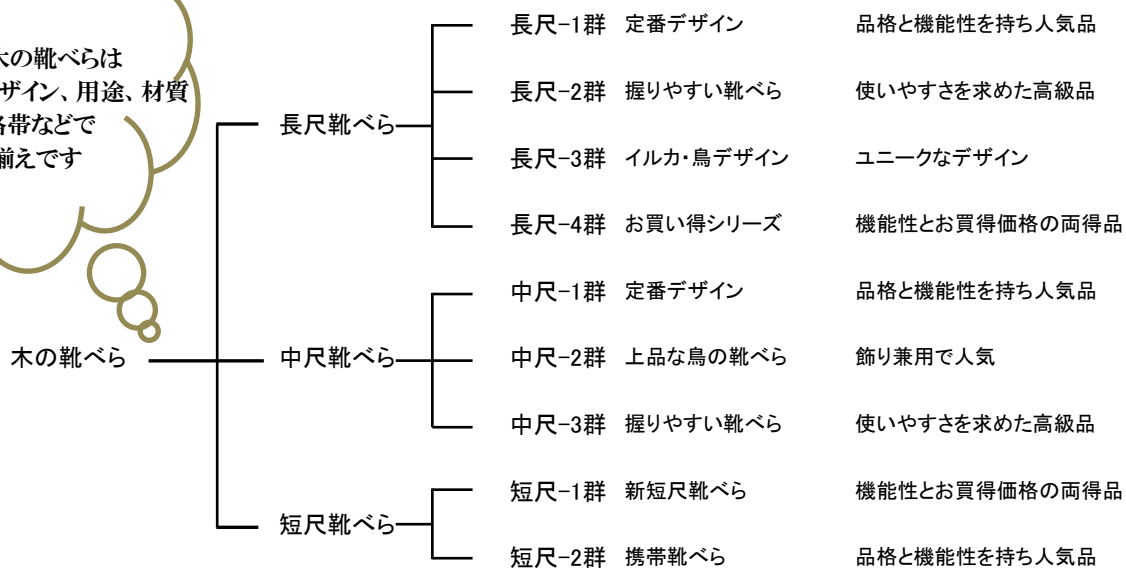 木の靴べらは
ザイン、用途、材質
格帯などで
揃えです
木の靴べら
長尺靴べら
長尺-1群 定番デザイン 品格と機能性を持ち人気品
長尺-2群 握りやすい靴べら 使いやすさを求めた高級品
長尺-3群 イルカ・鳥デザイン ユニークなデザイン
長尺-4群 お買い得シリーズ 機能性とお買得価格の両得品
中尺靴べら
中尺-1群 定番デザイン 品格と機能性を持ち人気品
中尺-2群 上品な鳥の靴べら 飾り兼用で人気
中尺-3群 握りやすい靴べら 使いやすさを求めた高級品
短尺靴べら
短尺-1群 新短尺靴べら 機能性とお買得価格の両得品
短尺-2群 携帯靴べら 品格と機能性を持ち人気品